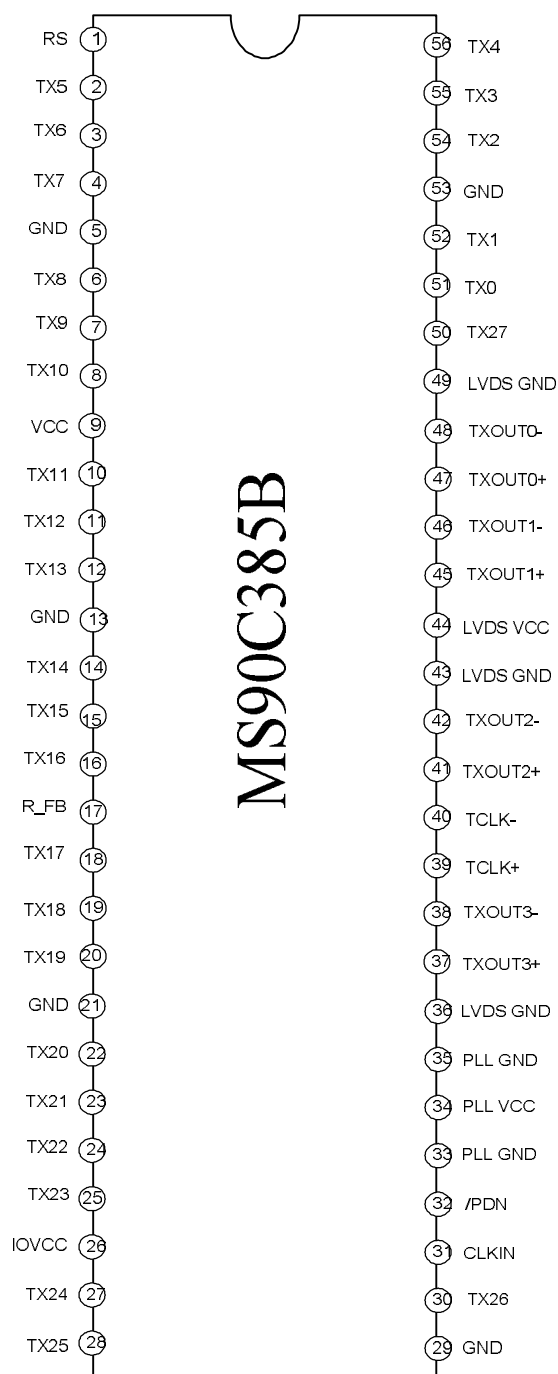 RS 1 56 TX4
TX5 2 55 TX3
TX6 3 54 TX2
TX7 4 53 GND
GND 5 52 TX1
TX8 6 51 TX0
TX9 7 50 TX27
TX10 8 49 LVDS GND
VCC 9 48 TXOUT0-
TX11 10 47 TXOUT0+
TX12 11 46 TXOUT1-
TX13 12 45 TXOUT1+
GND 13 44 LVDS VCC
TX14 14 43 LVDS GND
TX15 15 42 TXOUT2-
TX16 16 41 TXOUT2+
R_FB 17 40 TCLK-
TX17 18 39 TCLK+
TX18 19 38 TXOUT3-
TX19 20 37 TXOUT3+
GND 21 36 LVDS GND
TX20 22 35 PLL GND
TX21 23 34 PLL VCC
TX22 24 33 PLL GND
TX23 25 32 /PDN
IOVCC 26 31 CLKIN
TX24 27 30 TX26
TX25 28 29 GND
MS90C385B